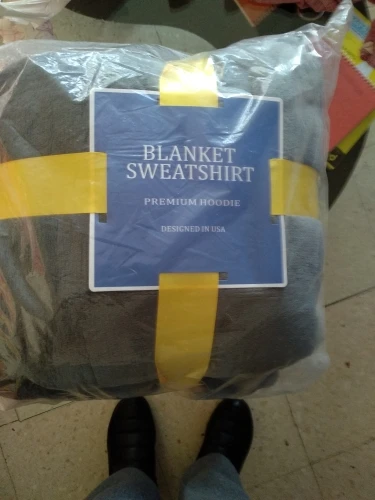 BLANKET
SWEATSHIRT
PREMIUM HOODIE
DESIGNED IN USA